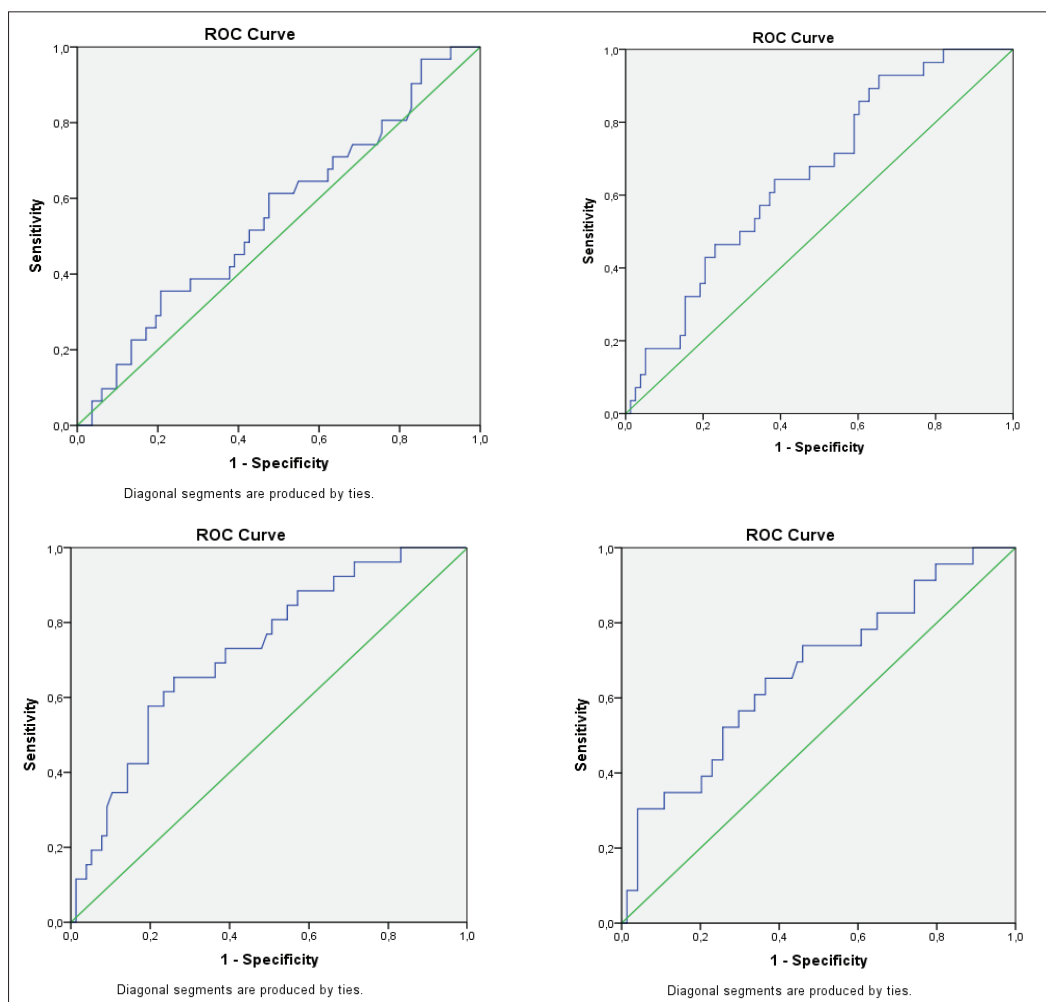 ROC Curve
1,0
0,8
0,6
0,4
0,2
0,0
Sensitivity
0,0 0,2 0,4 0,6 0,8 1,0
1 - Specificity
Diagonal segments are produced by ties.
ROC Curve
1,0
0,8
0,6
0,4
0,2
0,0
Sensitivity
0,0 0,2 0,4 0,6 0,8 1,0
1 - Specificity
ROC Curve
1,0
0,8
0,6
0,4
0,2
0,0
Sensitivity
0,0 0,2 0,4 0,6 0,8 1,0
1 - Specificity
Diagonal segments are produced by ties.
ROC Curve
1,0
0,8
0,6
0,4
0,2
0,0
Sensitivity
0,0 0,2 0,4 0,6 0,8 1,0
1 - Specificity
Diagonal segments are produced by ties.